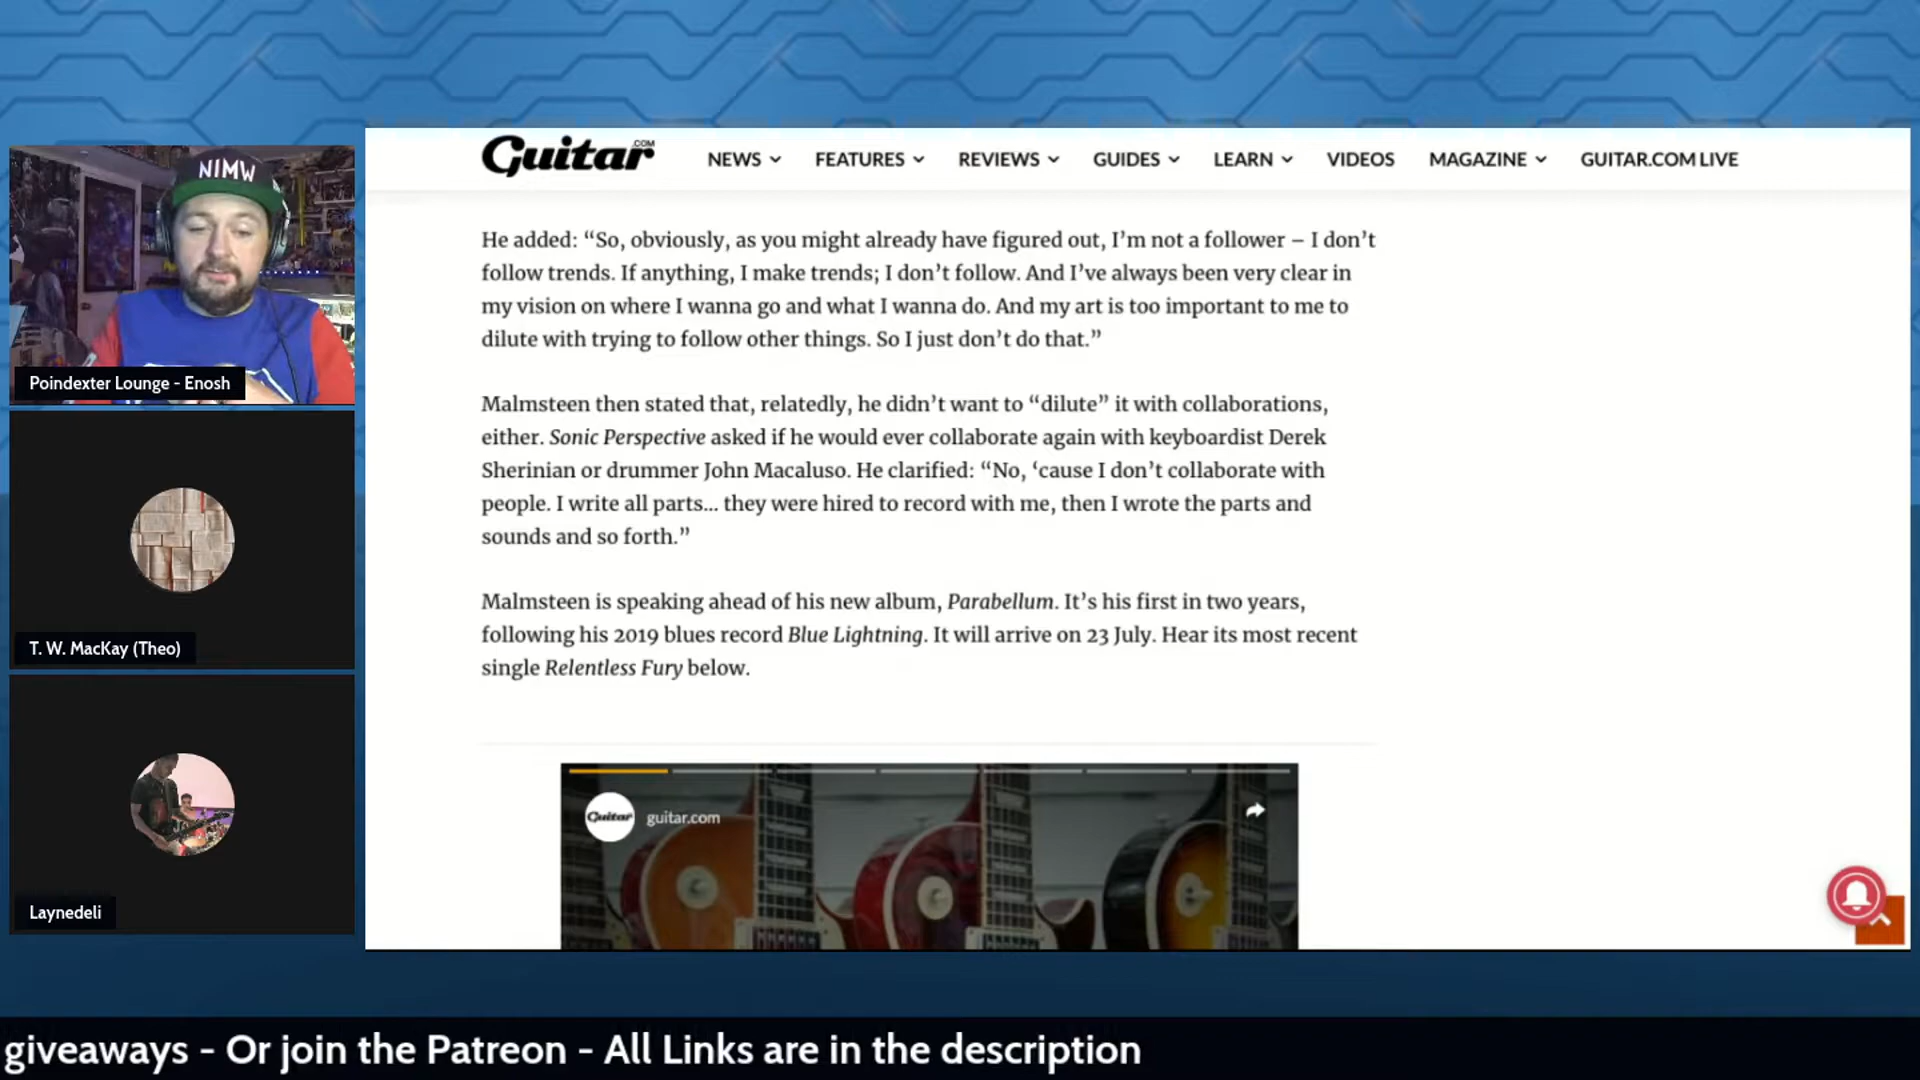 Guitar.COM
NEWS FEATURES REVIEWS GUIDES LEARN VIDEOS MAGAZINE GUITAR.COM LIVE
He added: “So, obviously, as you might already have figured out, I’m not a follower – I don’t
follow trends. If anything, I make trends; I don’t follow. And I’ve always been very clear in
my vision on where I wanna go and what I wanna do. And my art is too important to me to
dilute with trying to follow other things. So I just don’t do that.”
Malmsteen then stated that, relatedly, he didn’t want to “dilute” it with collaborations,
either. Sonic Perspective asked if he would ever collaborate again with keyboardist Derek
Sherinian or drummer John Macaluso. He clarified: “No, ‘cause I don’t collaborate with
people. I write all parts... they were hired to record with me, then I wrote the parts and
sounds and so forth.”
Malmsteen is speaking ahead of his new album, Parabellum. It’s his first in two years,
following his 2019 blues record Blue Lightning. It will arrive on 23 July. Hear its most recent
single Relentless Fury below.
Guitar
guitar.com
NIMW
Poindexter Lounge - Enosh
T. W. MacKay (Theo)
Laynedeli
giveaways - Or join the Patreon - All Links are in the description